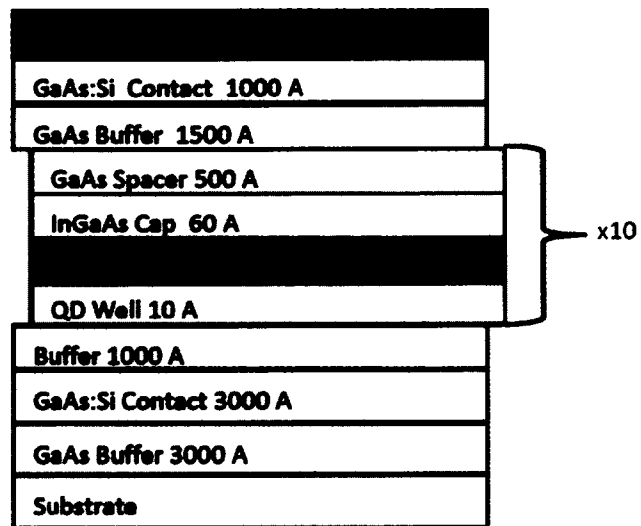 GaAs:Si Contact 1000 A
GaAs Buffer 1500 A
GaAs Spacer 500 A
InGaAs Cap 60 A
x10
QD Well 10 A
Buffer 1000 A
GaAs:Si Contact 3000 A
GaAs Buffer 3000 A
Substrate